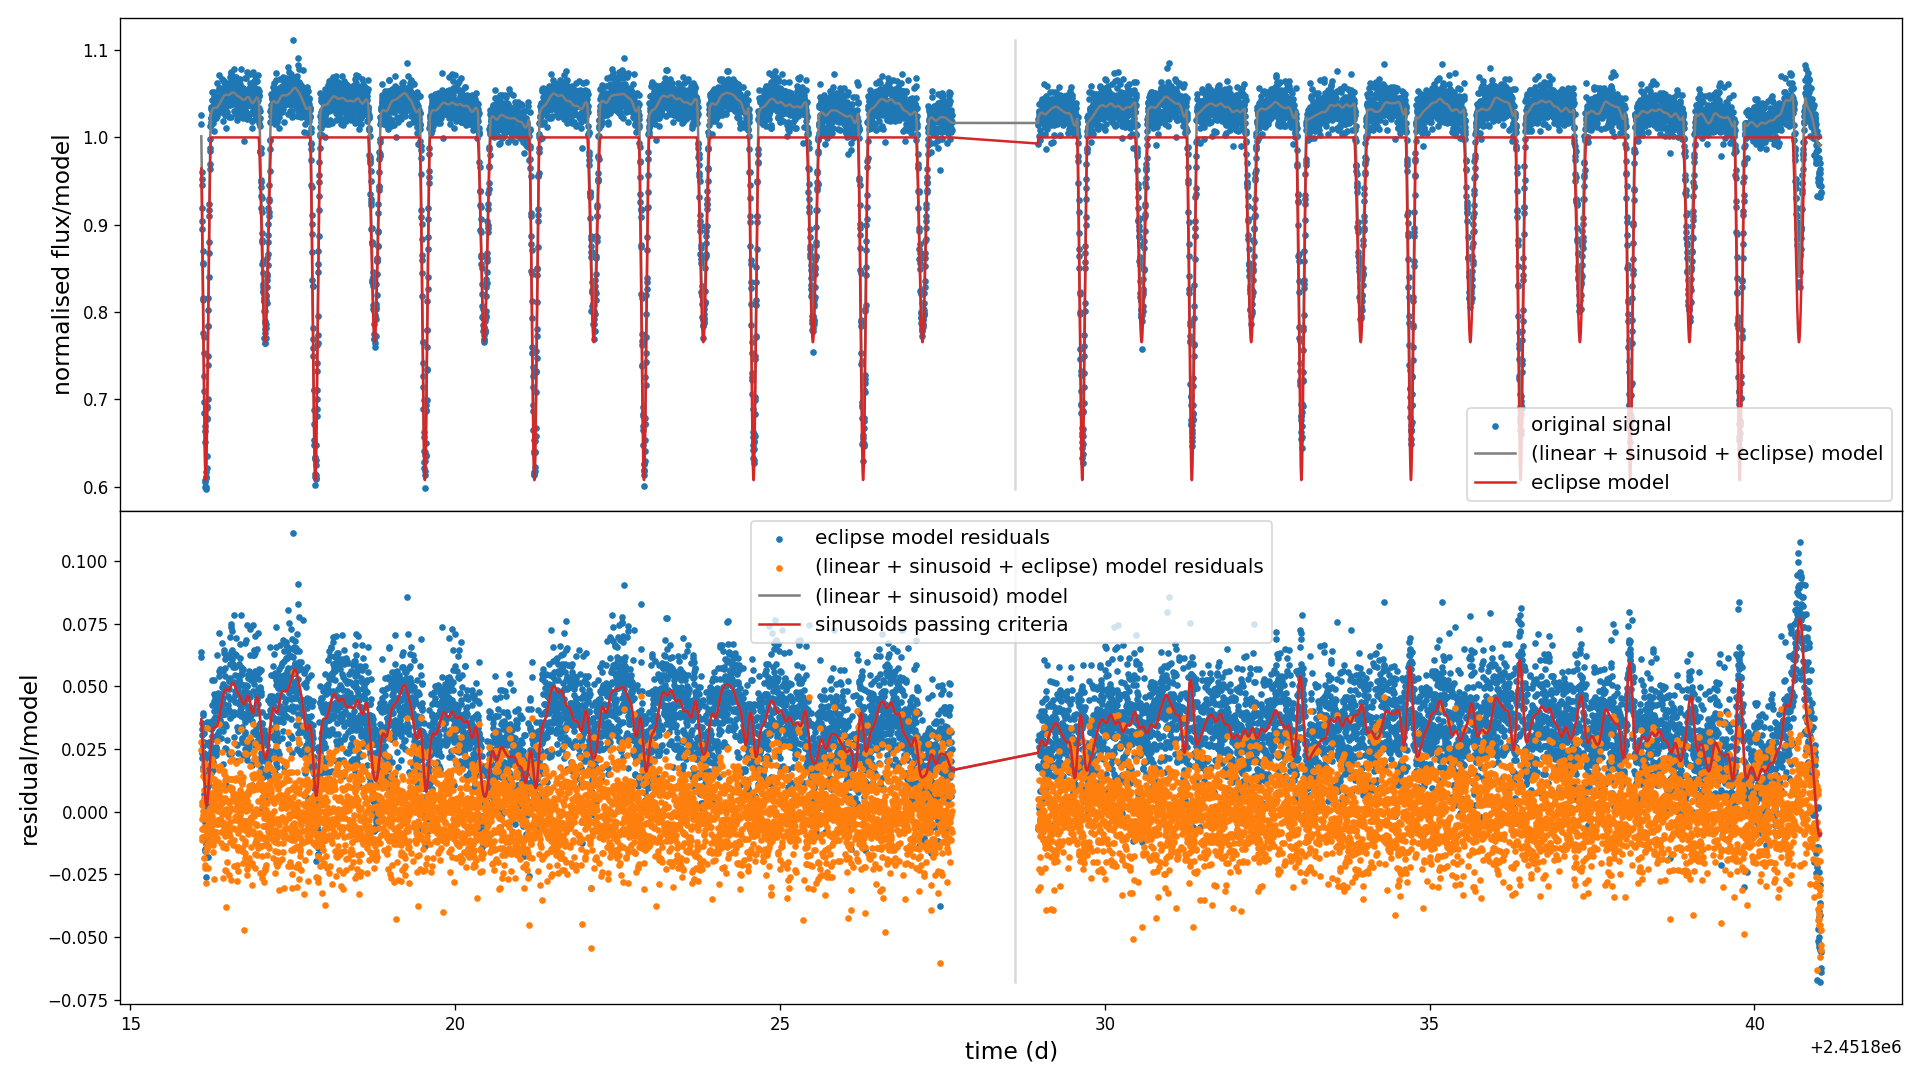 normalised flux/model
1.1
1.0
0.9
0.8
0.7
0.6
original signal
(linear + sinusoid + eclipse) model
eclipse model
residual/model
0.100
0.075
0.050
0.025
0.000
−0.025
−0.050
−0.075
eclipse model residuals
(linear + sinusoid + eclipse) model residuals
(linear + sinusoid) model
sinusoids passing criteria
15 20 25 30 35 40
time (d)
+2.4518e6